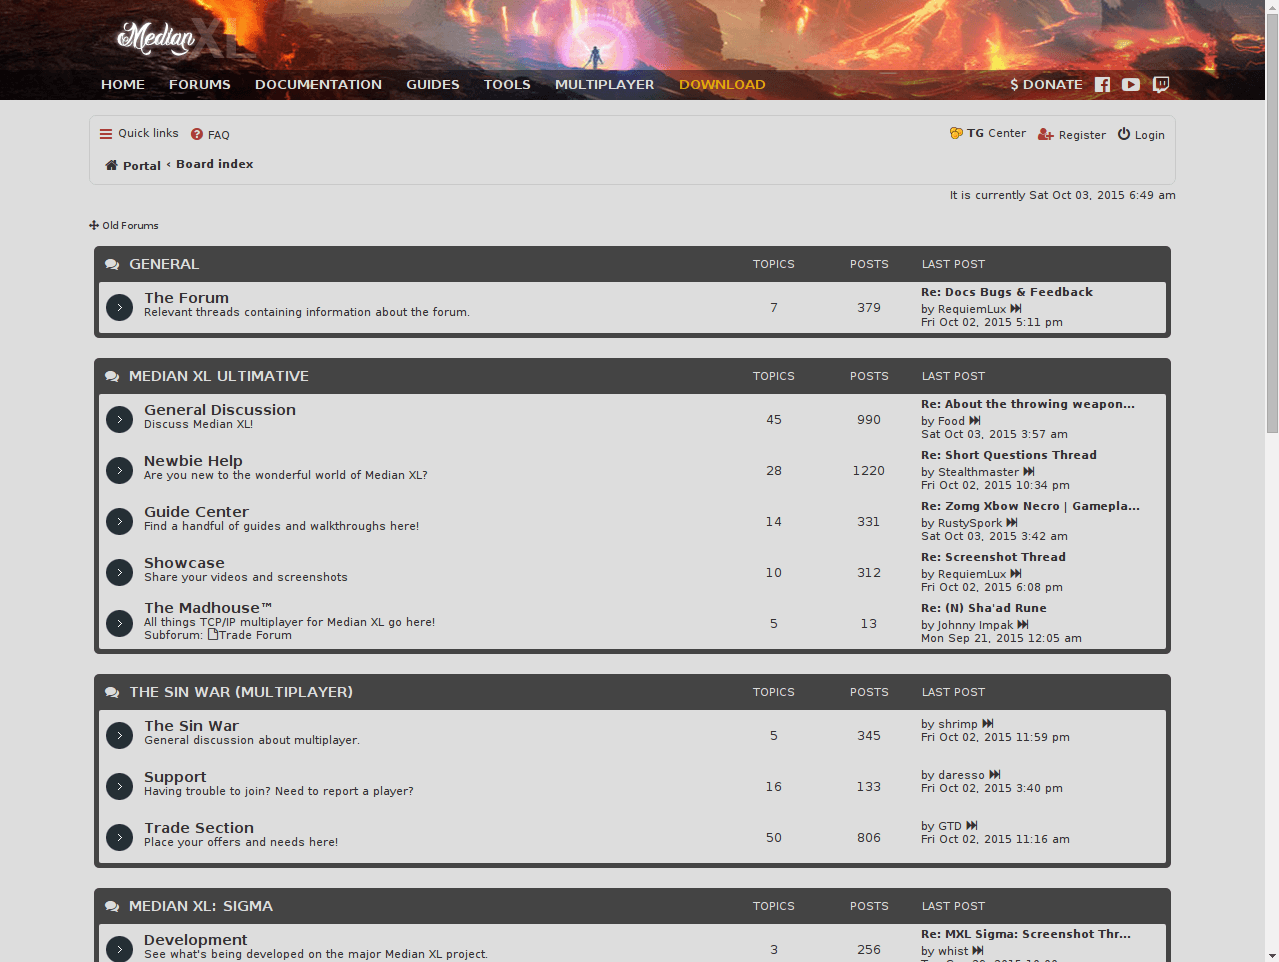 Median XL
HOME FORUMS DOCUMENTATION GUIDES TOOLS MULTIPLAYER DOWNLOAD $ DONATE
Quick links FAQ TG Center Register Login
Portal ‹ Board index
It is currently Sat Oct 03, 2015 6:49 am
Old Forums
GENERAL TOPICS POSTS LAST POST
The Forum
Relevant threads containing information about the forum.
7 379
Re: Docs Bugs & Feedback
by RequiemLux
Fri Oct 02, 2015 5:11 pm
MEDIAN XL ULTIMATIVE TOPICS POSTS LAST POST
General Discussion
Discuss Median XL!
45 990
Re: About the throwing weapon...
by Food
Sat Oct 03, 2015 3:57 am
Newbie Help
Are you new to the wonderful world of Median XL?
28 1220
Re: Short Questions Thread
by Stealthmaster
Fri Oct 02, 2015 10:34 pm
Guide Center
Find a handful of guides and walkthroughs here!
14 331
Re: Zomg Xbow Necro | Gamepla...
by RustySpork
Sat Oct 03, 2015 3:42 am
Showcase
Share your videos and screenshots
10 312
Re: Screenshot Thread
by RequiemLux
Fri Oct 02, 2015 6:08 pm
The Madhouse™
All things TCP/IP multiplayer for Median XL go here!
Subforum: Trade Forum
5 13
Re: (N) Sha'ad Rune
by Johnny Impak
Mon Sep 21, 2015 12:05 am
THE SIN WAR (MULTIPLAYER) TOPICS POSTS LAST POST
The Sin War
General discussion about multiplayer.
5 345
by shrimp
Fri Oct 02, 2015 11:59 pm
Support
Having trouble to join? Need to report a player?
16 133
by daresso
Fri Oct 02, 2015 3:40 pm
Trade Section
Place your offers and needs here!
50 806
by GTD
Fri Oct 02, 2015 11:16 am
MEDIAN XL: SIGMA TOPICS POSTS LAST POST
Development
See what's being developed on the major Median XL project.
3 256
Re: MXL Sigma: Screenshot Thr...
by whist